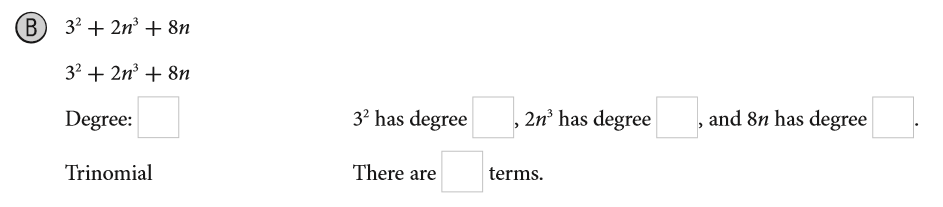 B 3² + 2n³ + 8n
3² + 2n³ + 8n
Degree: 3² has degree , 2n³ has degree , and 8n has degree .
Trinomial There are terms.